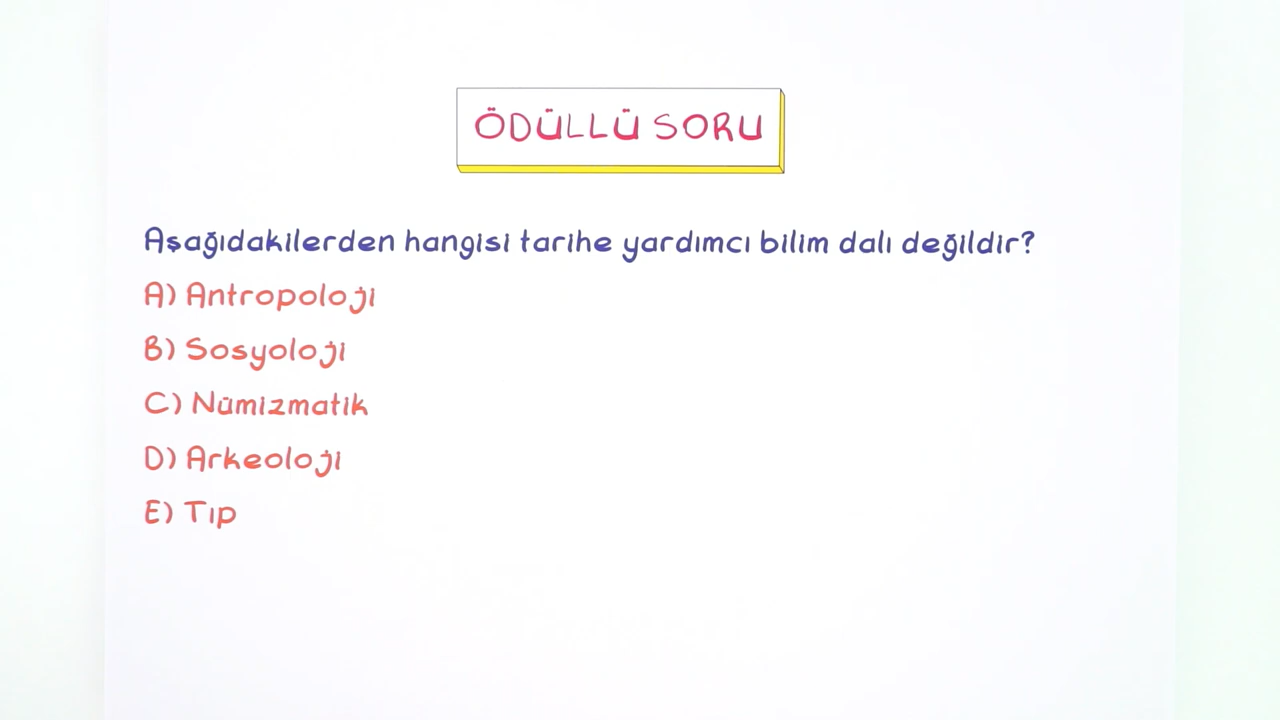 ÖDÜLLÜ SORU
Aşağıdakilerden hangisi tarihe yardımcı bilim dalı değildir?
A) Antropoloji
B) Sosyoloji
C) Nümizmatik
D) Arkeoloji
E) Tıp